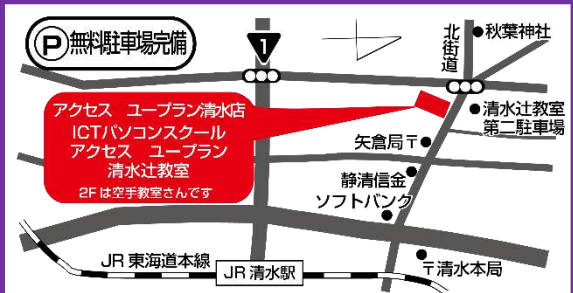 P 無料駐車場完備
1
北街道
秋葉神社
アクセス ユープラン清水店
ICTパソコンスクール
アクセス ユープラン
清水辻教室
2Fは空手教室さんです
清水辻教室
第二駐車場
矢倉局〒
静清信金
ソフトバンク
JR東海道本線
JR清水駅
〒清水本局